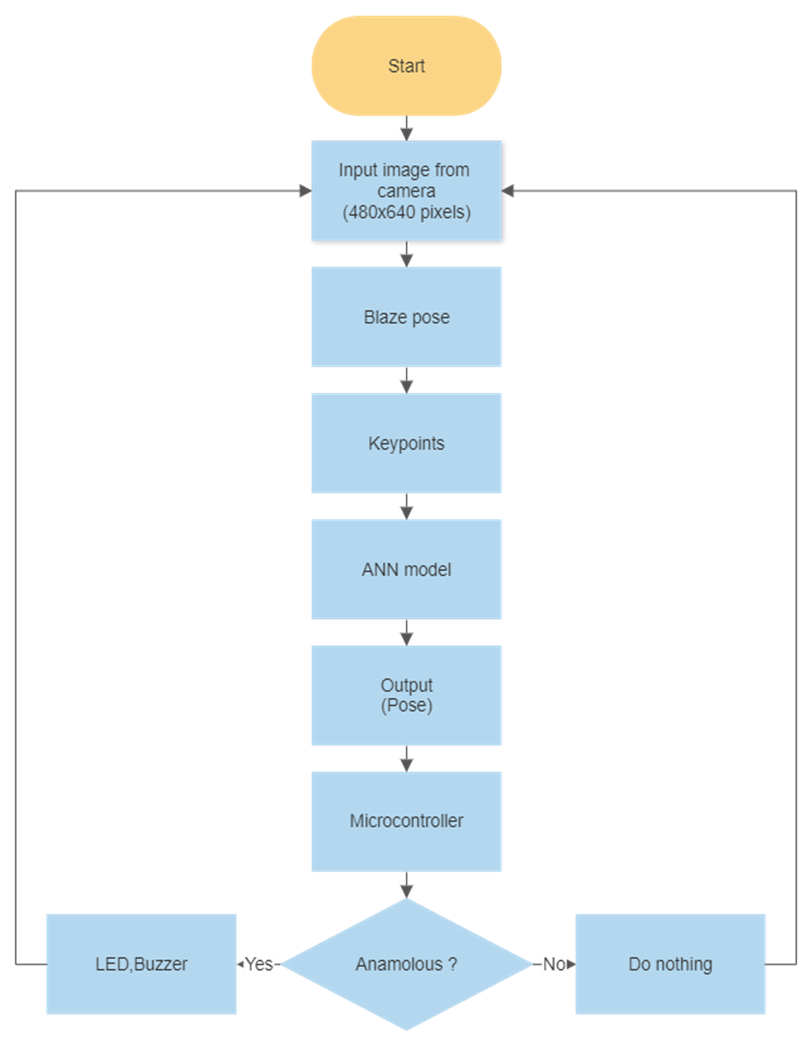 Start
Input image from
camera
(480x640 pixels)
Blaze pose
Keypoints
ANN model
Output
(Pose)
Microcontroller
LED,Buzzer
Yes
Anamolous ?
No
Do nothing